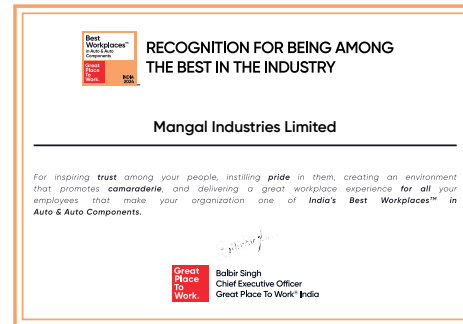 Best
Workplaces™
in Auto & Auto
Components
Great
Place
To
Work.
INDIA
2024
RECOGNITION FOR BEING AMONG
THE BEST IN THE INDUSTRY
Mangal Industries Limited
For inspiring trust among your people, instilling pride in them, creating an environment
that promotes camaraderie, and delivering a great workplace experience for all your
employees that make your organization one of India's Best Workplaces™ in
Auto & Auto Components.
Great
Place
To
Work.
Balbir Singh
Chief Executive Officer
Great Place To Work® India